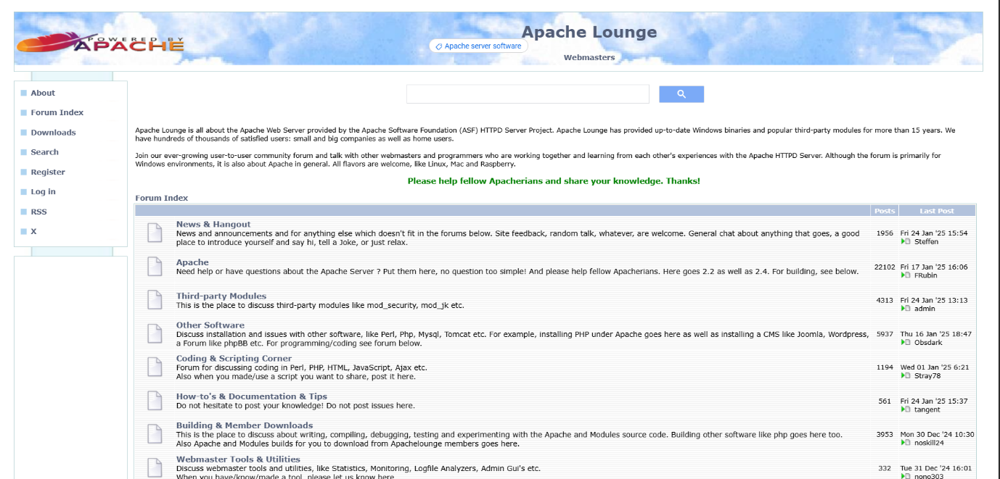 POWERED BY
APACHE
Apache Lounge
Apache server software
Webmasters
About
Forum Index
Downloads
Search
Register
Log in
RSS
X
Apache Lounge is all about the Apache Web Server provided by the Apache Software Foundation (ASF) HTTPD Server Project. Apache Lounge has provided up-to-date Windows binaries and popular third-party modules for more than 15 years. We
have hundreds of thousands of satisfied users: small and big companies as well as home users.
Join our ever-growing user-to-user community forum and talk with other webmasters and programmers who are working together and learning from each other's experiences with the Apache HTTPD Server. Although the forum is primarily for
Windows environments, it is also about Apache in general. All flavors are welcome, like Linux, Mac and Raspberry.
Please help fellow Apacherians and share your knowledge. Thanks!
Forum Index
Posts Last Post
News & Hangout
News and announcements and for anything else which doesn't fit in the forums below. Site feedback, random talk, whatever, are welcome. General chat about anything that goes, a good
place to introduce yourself and say hi, tell a Joke, or just relax.
1956 Fri 24 Jan '25 15:54
Steffen
Apache
Need help or have questions about the Apache Server ? Put them here, no question too simple! And please help fellow Apacherians. Here goes 2.2 as well as 2.4. For building, see below.
22102 Fri 17 Jan '25 16:06
FRubin
Third-party Modules
This is the place to discuss third-party modules like mod_security, mod_jk etc.
4313 Fri 24 Jan '25 13:13
admin
Other Software
Discuss installation and issues with other software, like Perl, Php, Mysql, Tomcat etc. For example, installing PHP under Apache goes here as well as installing a CMS like Joomla, Wordpress,
a Forum like phpBB etc. For programming/coding see forum below.
5937 Thu 16 Jan '25 18:47
Obsdark
Coding & Scripting Corner
Forum for discussing coding in Perl, PHP, HTML, JavaScript, Ajax etc.
Also when you made/use a script you want to share, post it here.
1194 Wed 01 Jan '25 6:21
Stray78
How-to's & Documentation & Tips
Do not hesitate to post your knowledge! Do not post issues here.
561 Fri 24 Jan '25 15:37
tangent
Building & Member Downloads
This is the place to discuss about writing, compiling, debugging, testing and experimenting with the Apache and Modules source code. Building other software like php goes here too.
Also Apache and Modules builds for you to download from Apachelounge members goes here.
3953 Mon 30 Dec '24 10:30
noskill24
Webmaster Tools & Utilities
Discuss webmaster tools and utilities, like Statistics, Monitoring, Logfile Analyzers, Admin Gui's etc.
When you have/know/made a tool, please let us know here
332 Tue 31 Dec '24 16:01
nono303